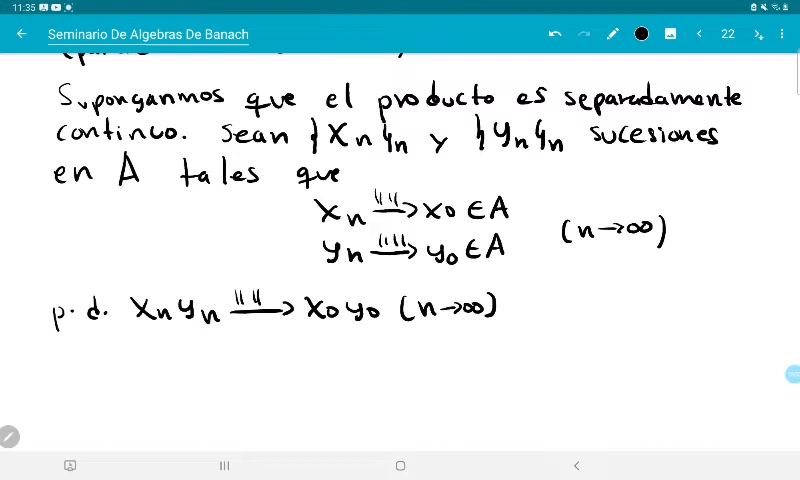 11:35
Seminario De Algebras De Banach
22
Suponganmos que el producto es separadamente
continuo. Sean {Xn}n y {Yn}n sucesiones
en A tales que
Xn ‖·‖→ X0 ∈ A
Yn ‖·‖→ Y0 ∈ A (n→∞)
p.d. XnYn ‖·‖→ X0Y0 (n→∞)